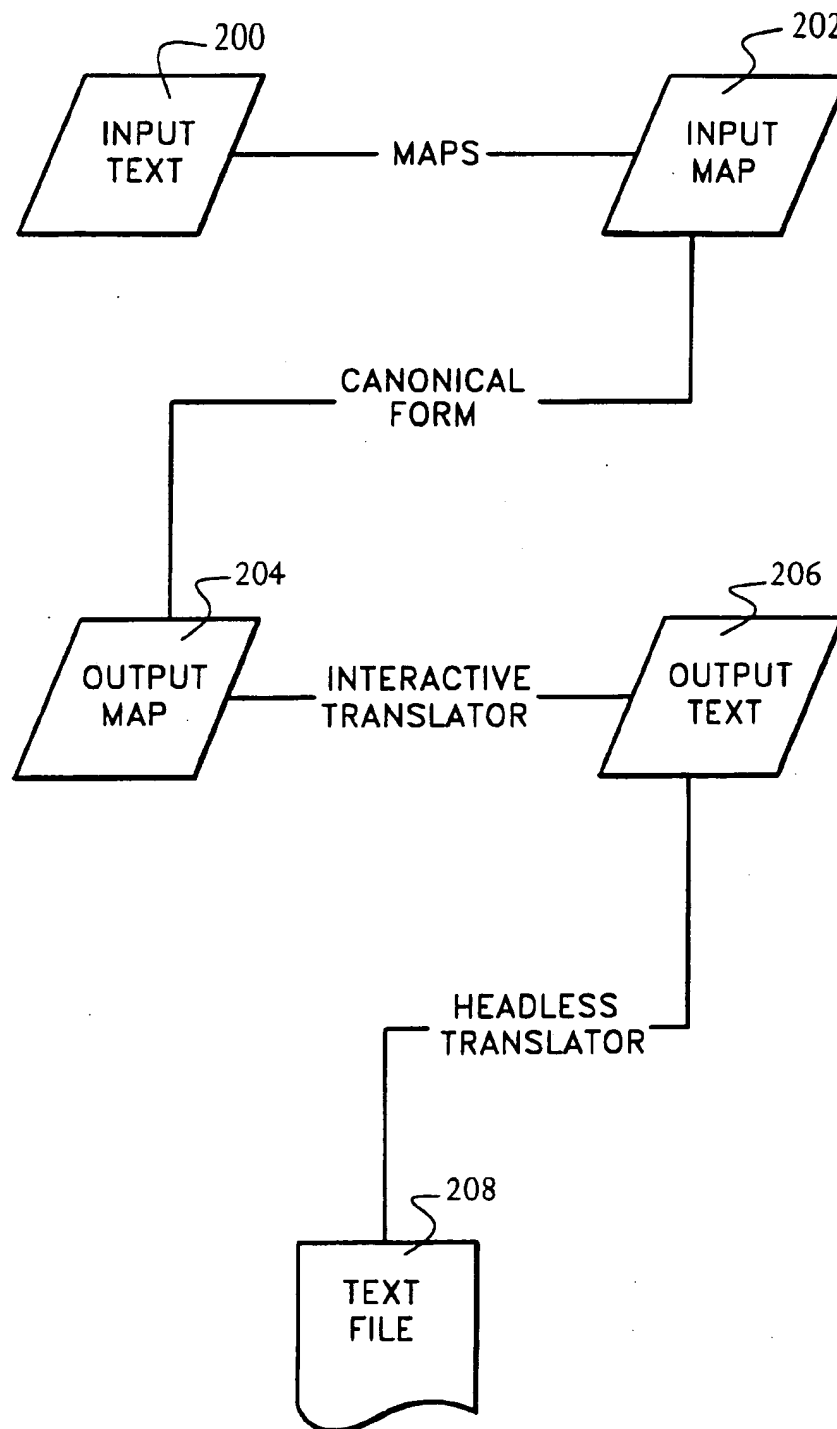 200
202
INPUT
TEXT
MAPS
INPUT
MAP
CANONICAL
FORM
204
206
OUTPUT
MAP
INTERACTIVE
TRANSLATOR
OUTPUT
TEXT
HEADLESS
TRANSLATOR
208
TEXT
FILE